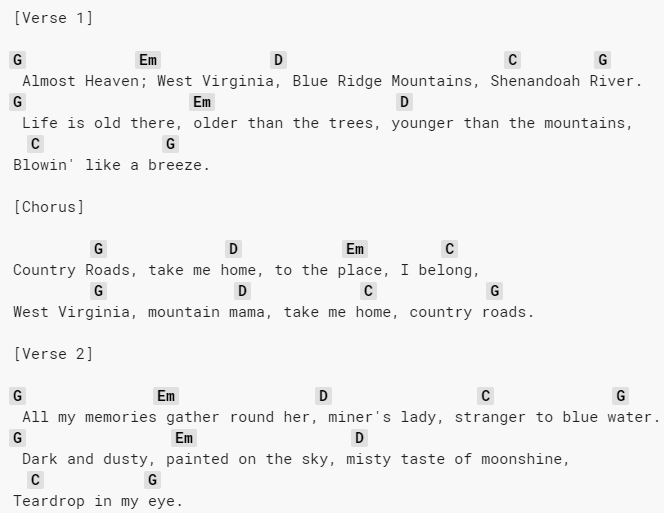 [Verse 1]
G Em D C G
Almost Heaven; West Virginia, Blue Ridge Mountains, Shenandoah River.
G Em D
Life is old there, older than the trees, younger than the mountains,
C G
Blowin' like a breeze.
[Chorus]
G D Em C
Country Roads, take me home, to the place, I belong,
G D C G
West Virginia, mountain mama, take me home, country roads.
[Verse 2]
G Em D C G
All my memories gather round her, miner's lady, stranger to blue water.
G Em D
Dark and dusty, painted on the sky, misty taste of moonshine,
C G
Teardrop in my eye.